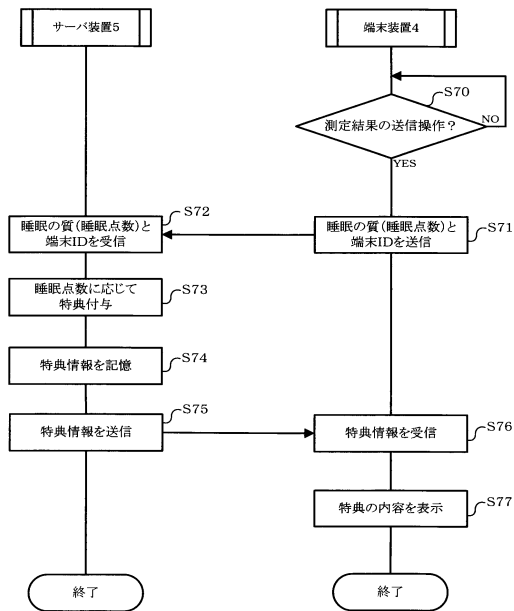 サーバ装置5
端末装置4
S70
測定結果の送信操作？
NO
YES
S72
睡眠の質（睡眠点数）と
端末IDを受信
睡眠の質（睡眠点数）と
端末IDを送信
S71
睡眠点数に応じて
特典付与
S73
特典情報を記憶
S74
特典情報を送信
S75
特典情報を受信
S76
特典の内容を表示
S77
終了
終了